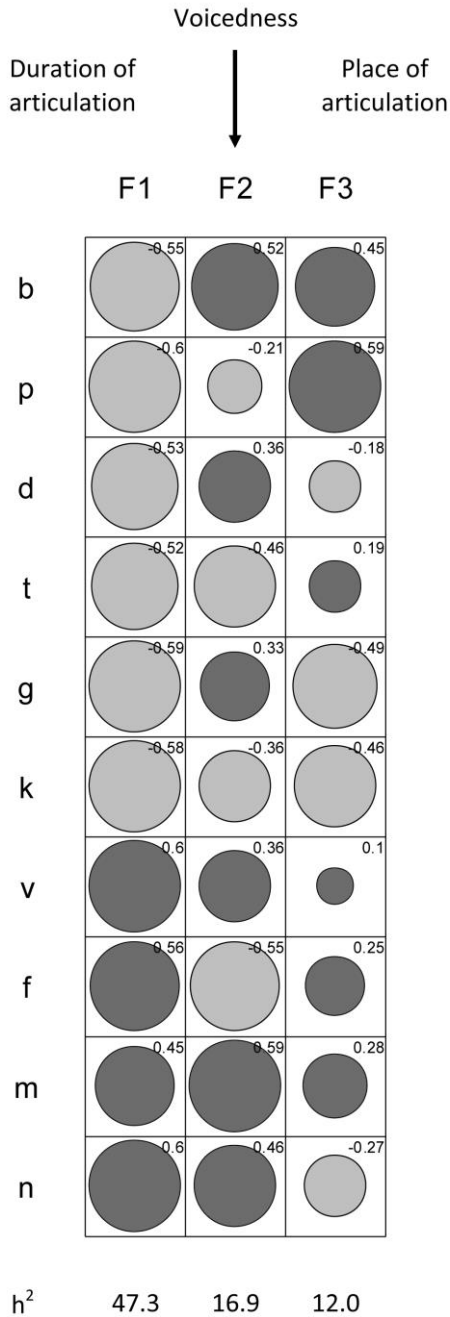 Voicedness
Duration of articulation
Place of articulation
F1 F2 F3
b -0.55 0.52 0.45
p -0.6 -0.21 0.59
d -0.53 0.36 -0.18
t -0.52 -0.46 0.19
g -0.59 0.33 -0.49
k -0.58 -0.36 -0.46
v 0.6 0.36 0.1
f 0.56 -0.55 0.25
m 0.45 0.59 0.28
n 0.6 0.46 -0.27
h² 47.3 16.9 12.0